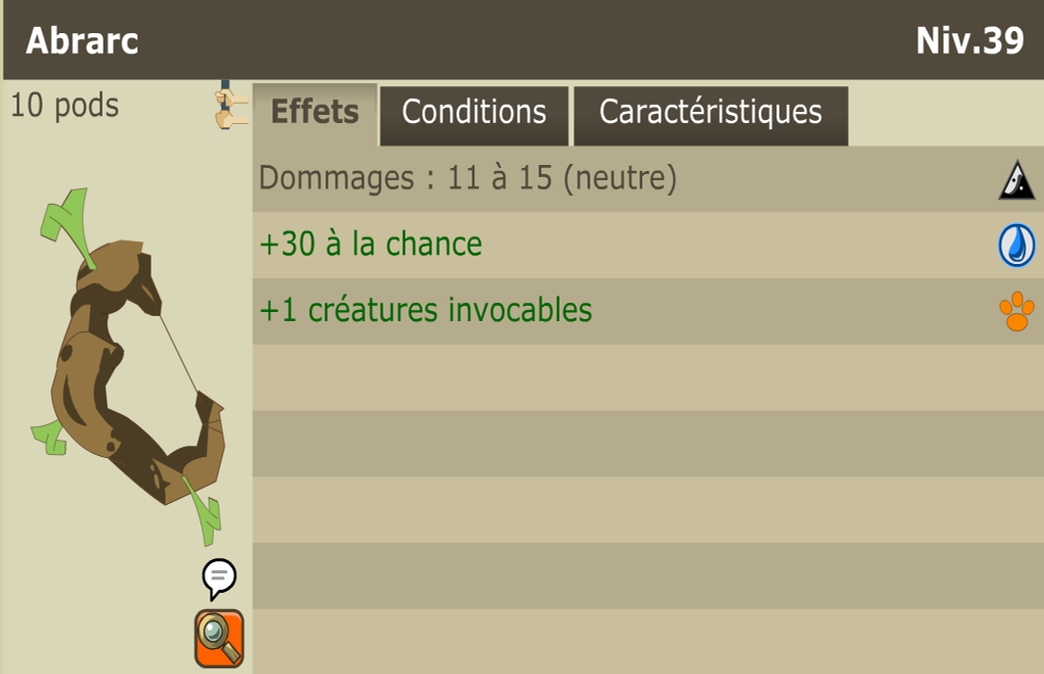 Abrarc
Niv.39
10 pods
Effets
Conditions
Caractéristiques
Dommages : 11 à 15 (neutre)
+30 à la chance
+1 créatures invocables